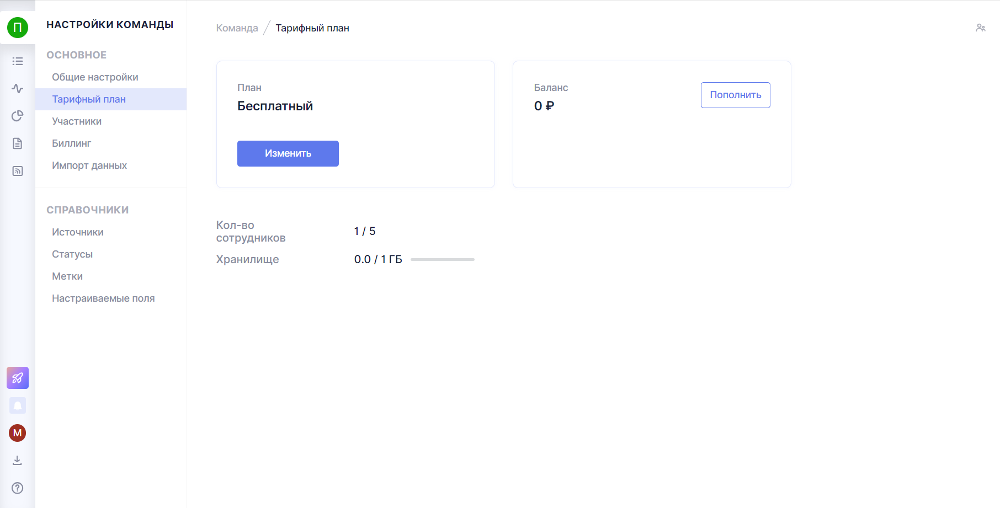 П
НАСТРОЙКИ КОМАНДЫ
ОСНОВНОЕ
Общие настройки
Тарифный план
Участники
Биллинг
Импорт данных
СПРАВОЧНИКИ
Источники
Статусы
Метки
Настраиваемые поля
М
Команда / Тарифный план
План
Бесплатный
Изменить
Баланс
0 ₽
Пополнить
Кол-во
сотрудников
1 / 5
Хранилище
0.0 / 1 ГБ